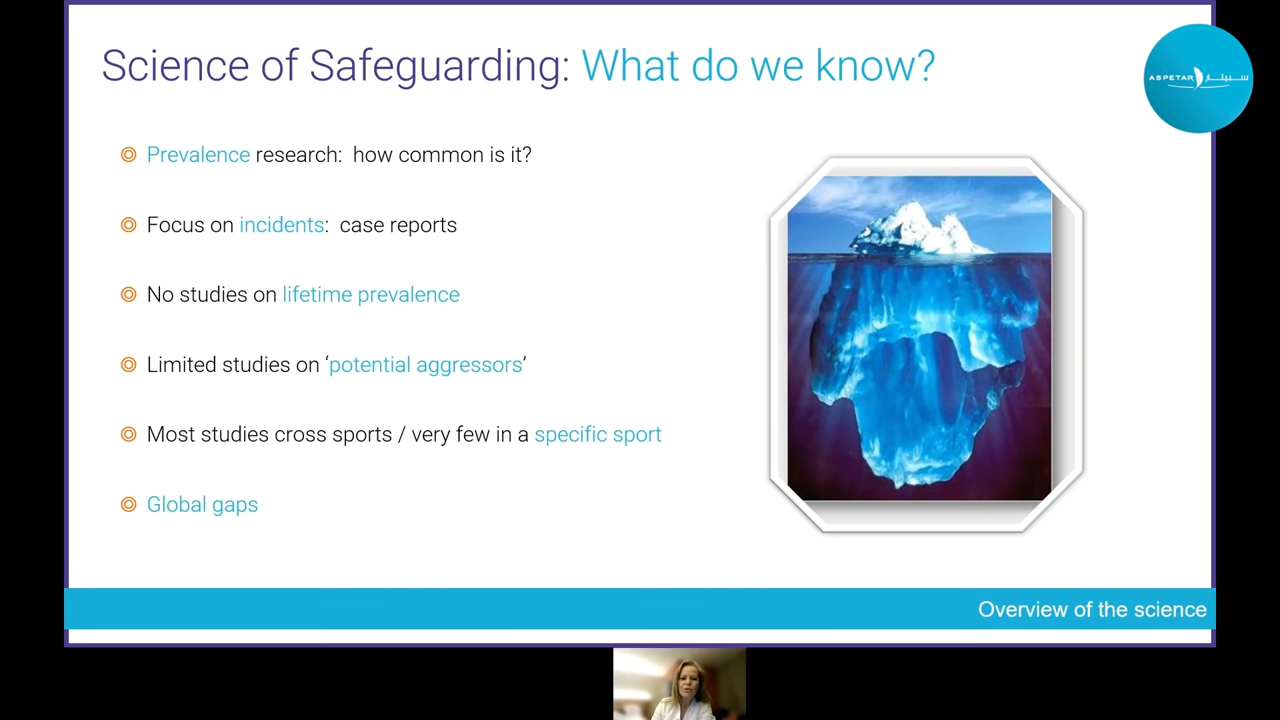 Science of Safeguarding: What do we know?
ASPETAR سبيتار
Prevalence research: how common is it?
Focus on incidents: case reports
No studies on lifetime prevalence
Limited studies on ‘potential aggressors’
Most studies cross sports / very few in a specific sport
Global gaps
Overview of the science